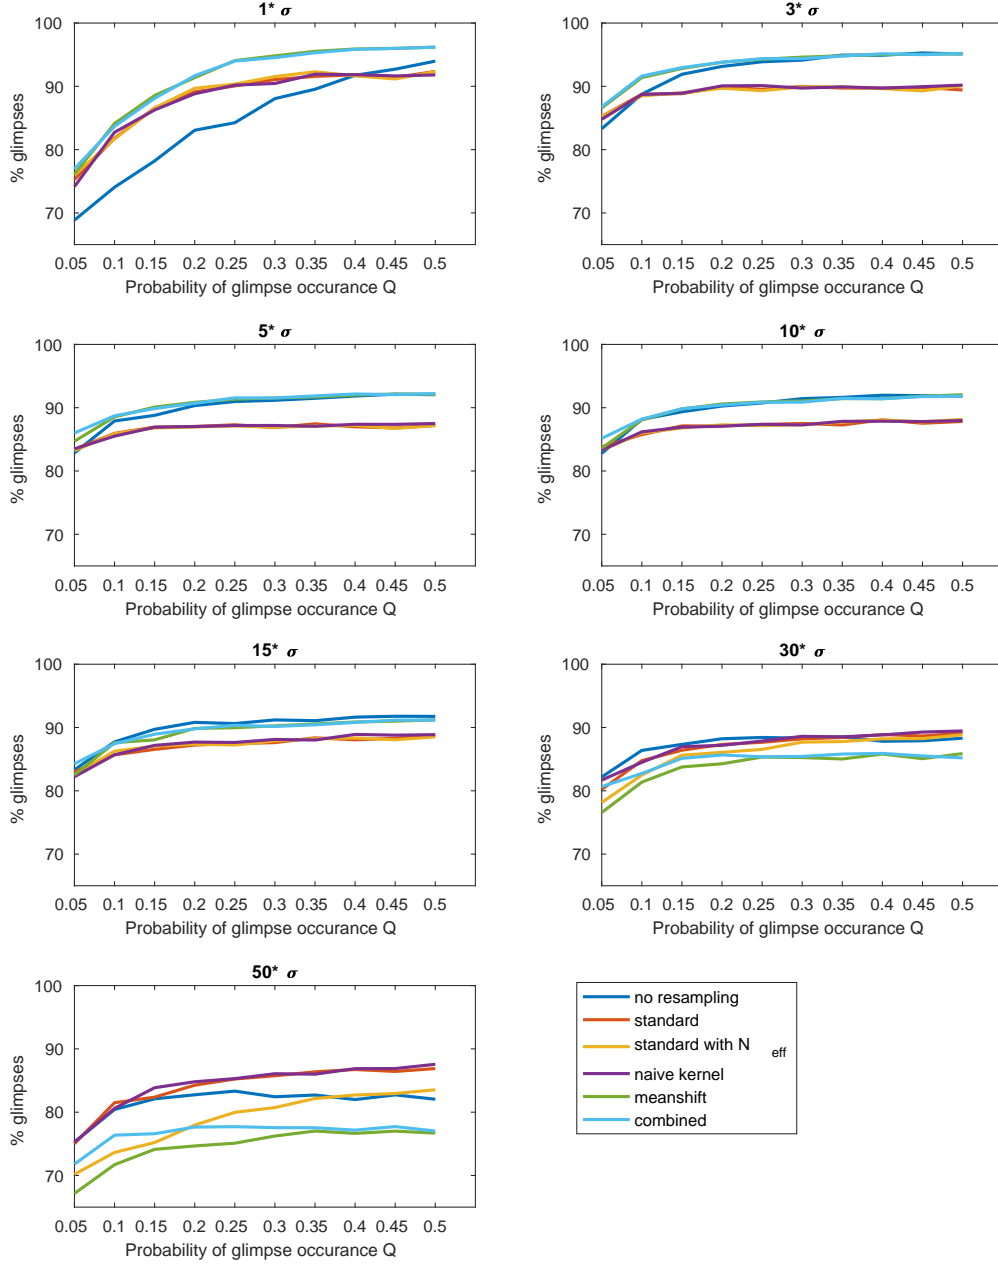 1* σ
100
90
80
70
% glimpses
0.05 0.1 0.15 0.2 0.25 0.3 0.35 0.4 0.45 0.5
Probability of glimpse occurance Q
3* σ
100
90
80
70
% glimpses
0.05 0.1 0.15 0.2 0.25 0.3 0.35 0.4 0.45 0.5
Probability of glimpse occurance Q
5* σ
100
90
80
70
% glimpses
0.05 0.1 0.15 0.2 0.25 0.3 0.35 0.4 0.45 0.5
Probability of glimpse occurance Q
10* σ
100
90
80
70
% glimpses
0.05 0.1 0.15 0.2 0.25 0.3 0.35 0.4 0.45 0.5
Probability of glimpse occurance Q
15* σ
100
90
80
70
% glimpses
0.05 0.1 0.15 0.2 0.25 0.3 0.35 0.4 0.45 0.5
Probability of glimpse occurance Q
30* σ
100
90
80
70
% glimpses
0.05 0.1 0.15 0.2 0.25 0.3 0.35 0.4 0.45 0.5
Probability of glimpse occurance Q
50* σ
100
90
80
70
% glimpses
0.05 0.1 0.15 0.2 0.25 0.3 0.35 0.4 0.45 0.5
Probability of glimpse occurance Q
no resampling
standard
standard with N eff
naive kernel
meanshift
combined